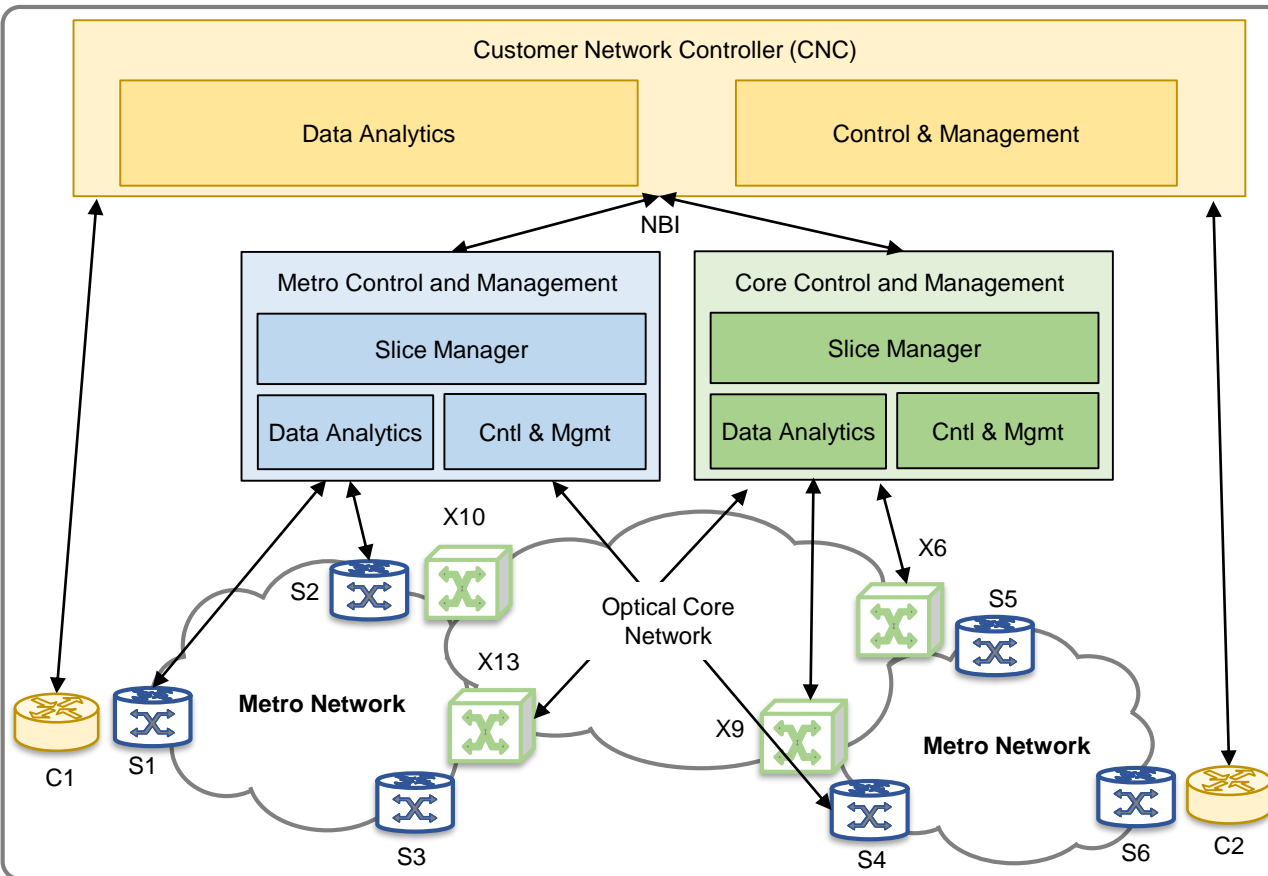 Customer Network Controller (CNC)
Data Analytics
Control & Management
NBI
Metro Control and Management
Slice Manager
Data Analytics
Cntl & Mgmt
Core Control and Management
Slice Manager
Data Analytics
Cntl & Mgmt
X10
X6
S2
S5
Optical Core
Network
X13
Metro Network
X9
Metro Network
C1
S1
S3
S4
S6
C2